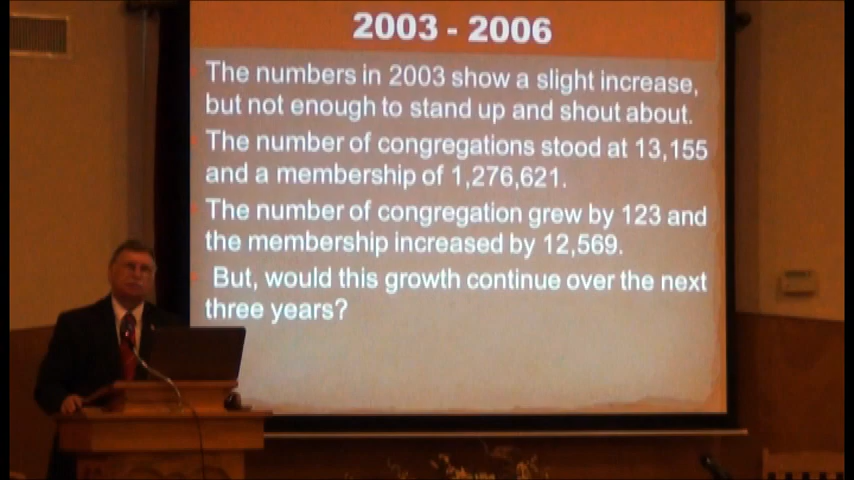 2003 - 2006
The numbers in 2003 show a slight increase,
but not enough to stand up and shout about.
The number of congregations stood at 13,155
and a membership of 1,276,621.
The number of congregation grew by 123 and
the membership increased by 12,569.
But, would this growth continue over the next
three years?